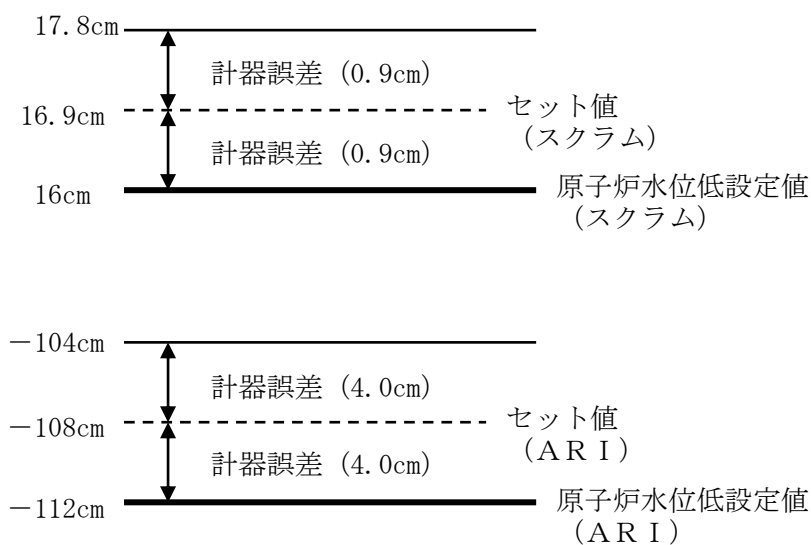 17.8cm
計器誤差 (0.9cm)
16.9cm
セット値
(スクラム)
計器誤差 (0.9cm)
16cm
原子炉水位低設定値
(スクラム)
－104cm
計器誤差 (4.0cm)
－108cm
セット値
(ＡＲＩ)
計器誤差 (4.0cm)
－112cm
原子炉水位低設定値
(ＡＲＩ)